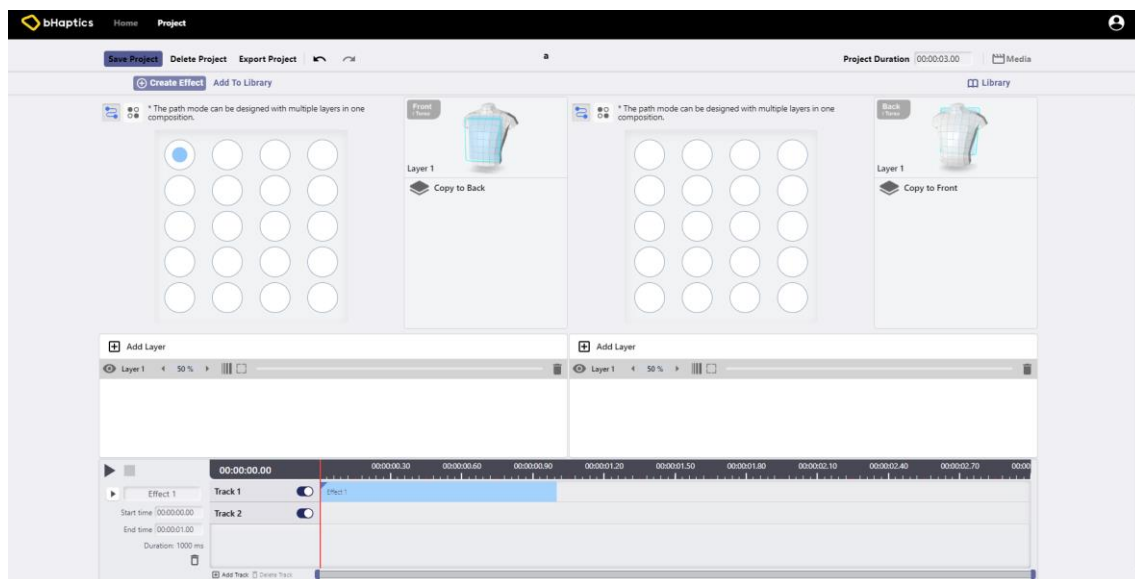 bHaptics Home Project
Save Project Delete Project Export Project a Project Duration 00:00:03.00 Media
Create Effect Add To Library Library
* The path mode can be designed with multiple layers in one composition.
Front
/ Torso
Layer 1
Copy to Back
* The path mode can be designed with multiple layers in one composition.
Back
/ Torso
Layer 1
Copy to Front
Add Layer Add Layer
Layer 1 50 % Layer 1 50 %
00:00:00.00 00:00:00.30 00:00:00.60 00:00:00.90 00:00:01.20 00:00:01.50 00:00:01.80 00:00:02.10 00:00:02.40 00:00:02.70 00:00
Effect 1 Track 1 Effect 1
Start time 00:00:00.00 Track 2
End time 00:00:01.00
Duration: 1000 ms
Add Track Delete Track